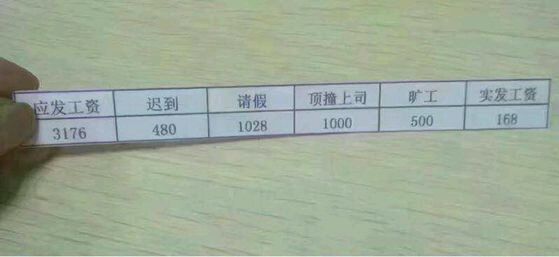 应发工资 迟到 请假 顶撞上司 旷工 实发工资
3176 480 1028 1000 500 168